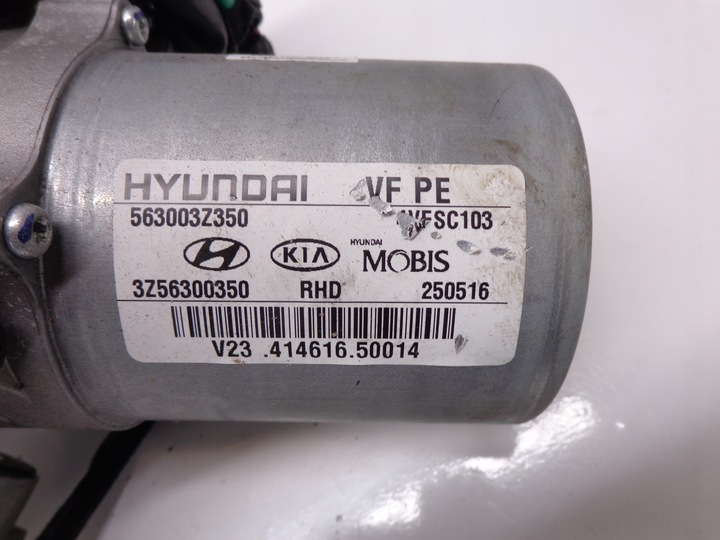 HYUNDAI VF PE
563003Z350
KIA HYUNDAI MOBIS
3Z56300350 RHD 250516
V23 .414616.50014